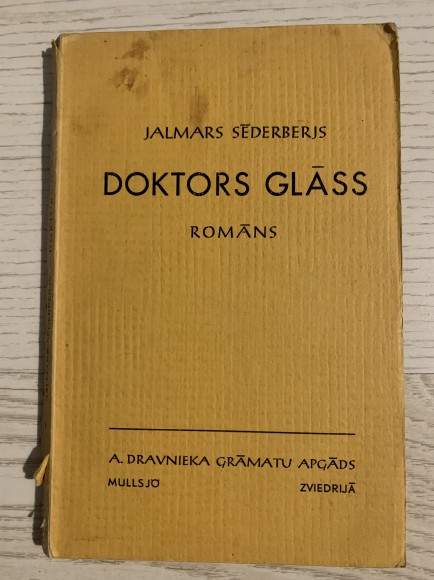 JALMARS SĒDERBERJS
DOKTORS GLĀSS
ROMĀNS
A. DRAVNIEKA GRĀMATU APGĀDS
MULLSJÖ ZVIEDRIJĀ